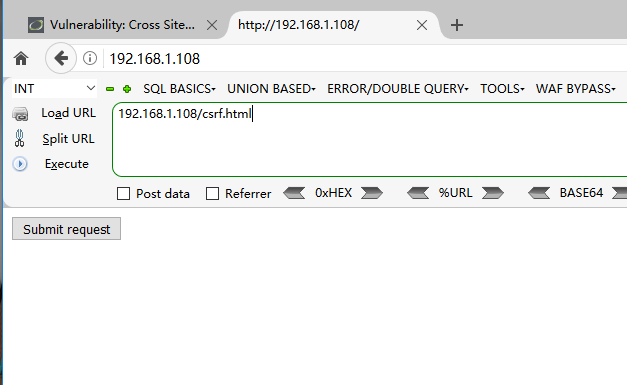 Vulnerability: Cross Site... http://192.168.1.108/
192.168.1.108
INT SQL BASICS UNION BASED ERROR/DOUBLE QUERY TOOLS WAF BYPASS
Load URL 192.168.1.108/csrf.html
Split URL
Execute
Post data Referrer 0xHEX %URL BASE64
Submit request